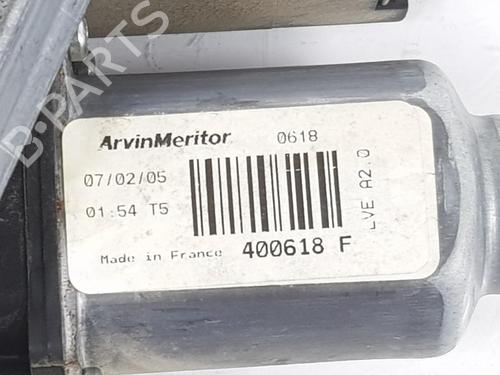 B-PARTS
ArvinMeritor 0618
07/02/05
01:54 T5
LVE A2.0
Made in France 400618 F